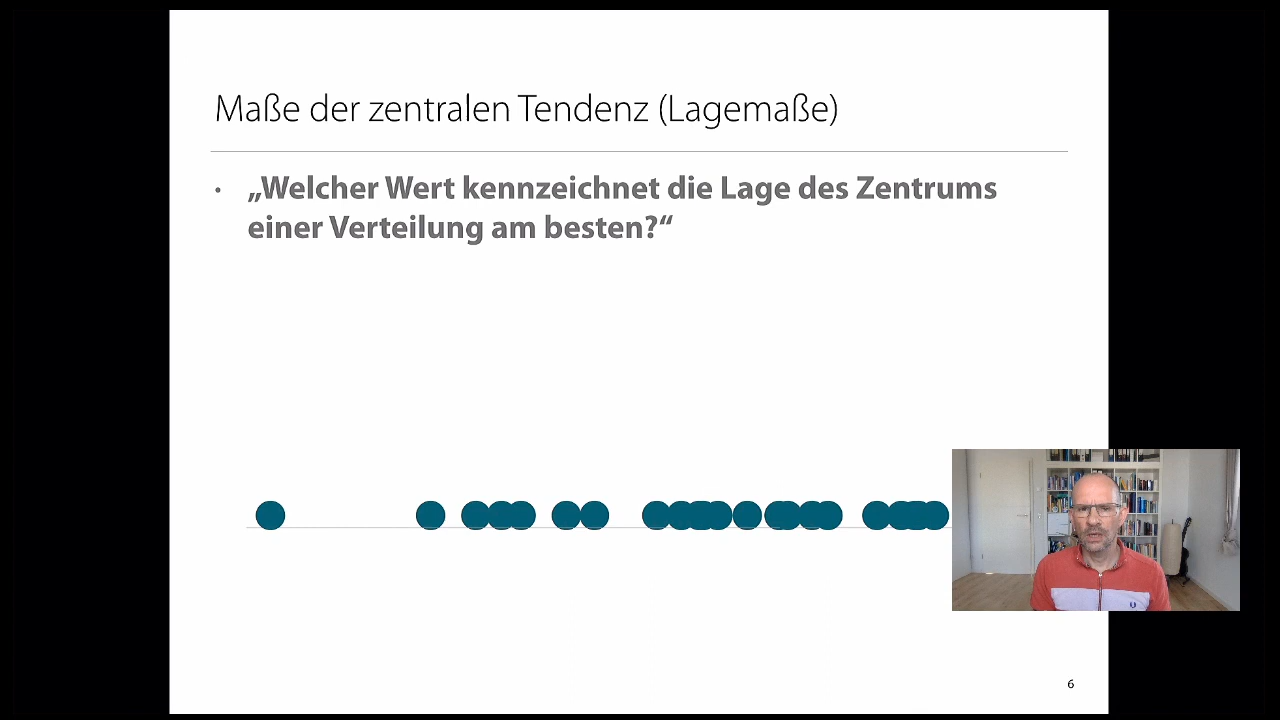 Maße der zentralen Tendenz (Lagemaße)
• „Welcher Wert kennzeichnet die Lage des Zentrums
einer Verteilung am besten?“
6